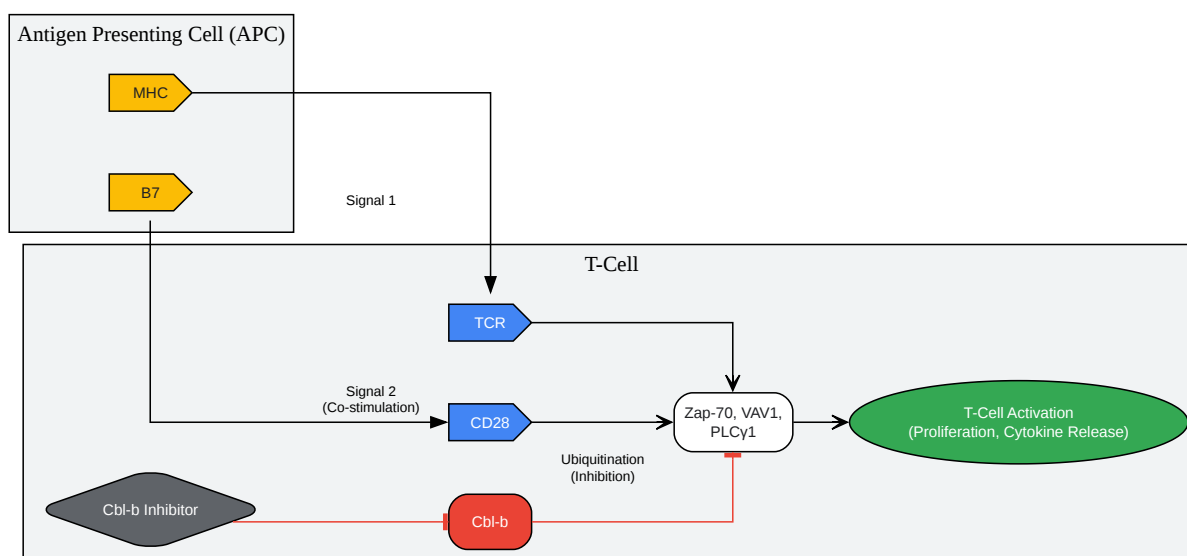 Antigen Presenting Cell (APC)
MHC
B7
Signal 1
T-Cell
TCR
Signal 2
(Co-stimulation)
CD28
Zap-70, VAV1,
PLCγ1
T-Cell Activation
(Proliferation, Cytokine Release)
Ubiquitination
(Inhibition)
Cbl-b Inhibitor
Cbl-b